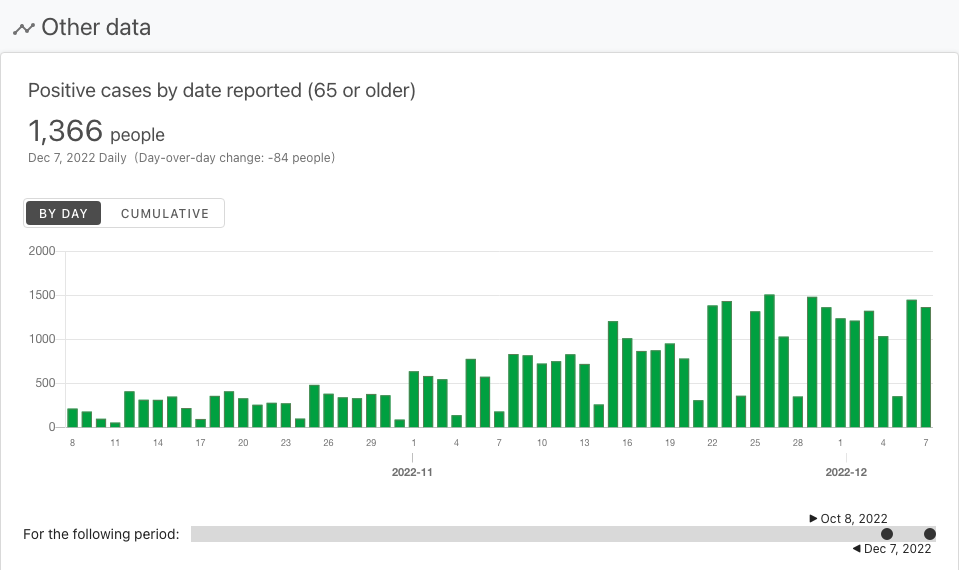 Other data
Positive cases by date reported (65 or older)
1,366 people
Dec 7, 2022 Daily (Day-over-day change: -84 people)
BY DAY CUMULATIVE
2000
1500
1000
500
0
8 11 14 17 20 23 26 29 1 4 7 10 13 16 19 22 25 28 1 4 7
2022-11 2022-12
▶ Oct 8, 2022
For the following period:
◀ Dec 7, 2022